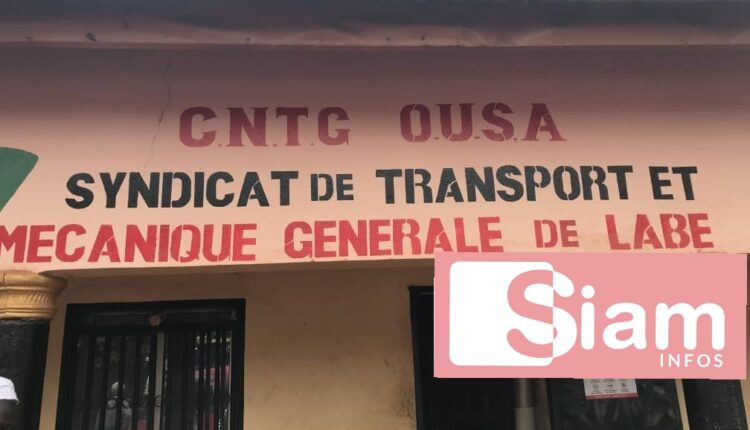 C.N.T.G O.U.S.A
SYNDICAT DE TRANSPORT ET
MECANIQUE GENERALE DE LABE
Siam
INFOS